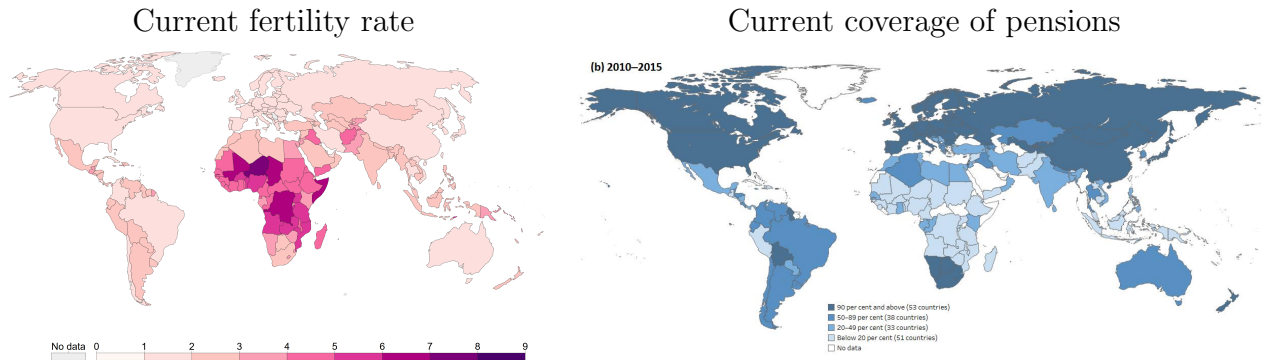 Current fertility rate
No data 0 1 2 3 4 5 6 7 8 9
Current coverage of pensions
(b) 2010–2015
90 per cent and above (53 countries)
50–89 per cent (38 countries)
20–49 per cent (33 countries)
Below 20 per cent (51 countries)
No data